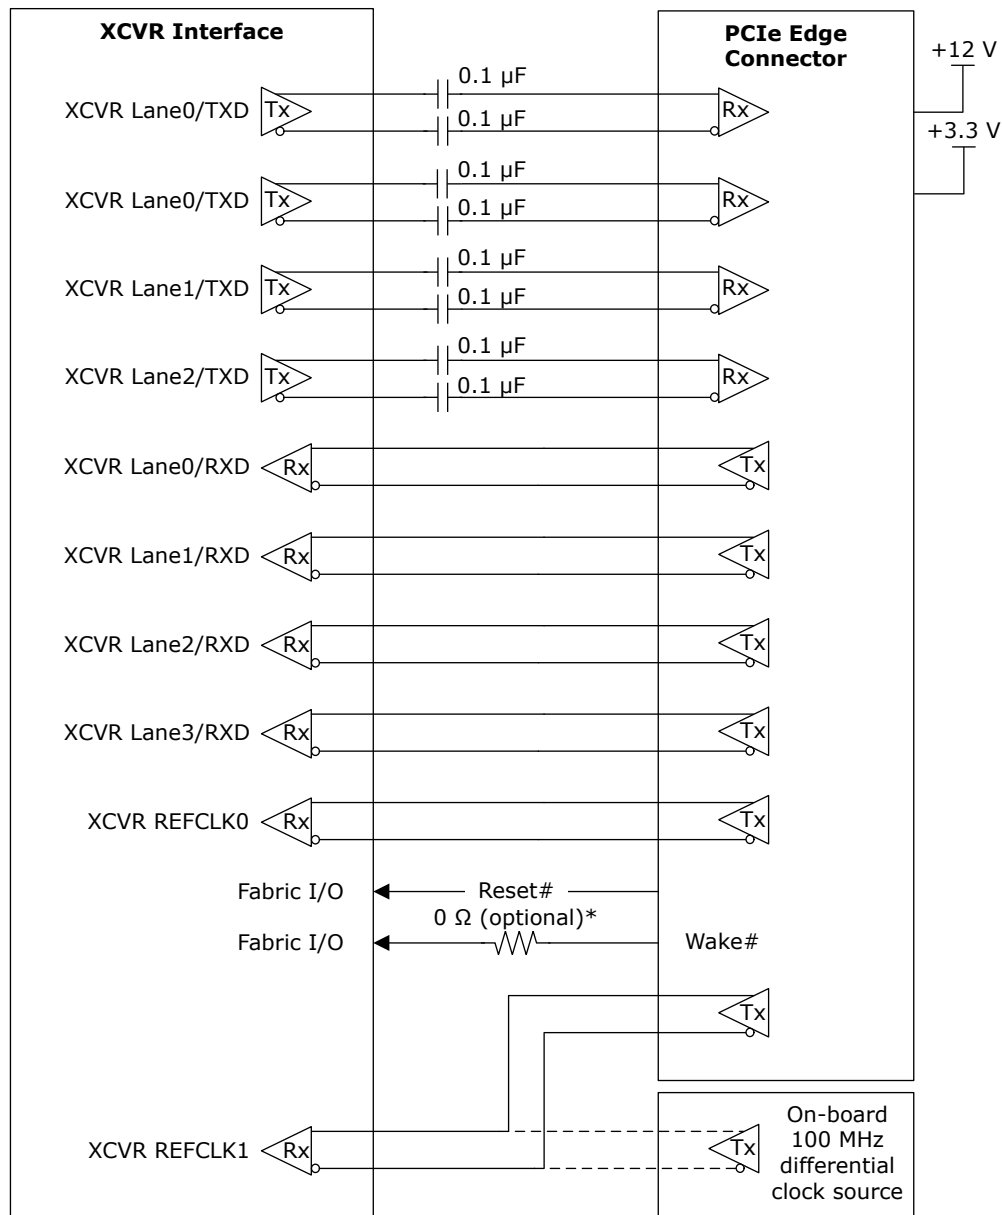 XCVR Interface
PCIe Edge
Connector
+12 V
+3.3 V
0.1 µF
XCVR Lane0/TXD
Tx
Rx
0.1 µF
0.1 µF
XCVR Lane0/TXD
Tx
Rx
0.1 µF
0.1 µF
XCVR Lane1/TXD
Tx
Rx
0.1 µF
0.1 µF
XCVR Lane2/TXD
Tx
Rx
0.1 µF
XCVR Lane0/RXD
Rx
Tx
XCVR Lane1/RXD
Rx
Tx
XCVR Lane2/RXD
Rx
Tx
XCVR Lane3/RXD
Rx
Tx
XCVR REFCLK0
Rx
Tx
Fabric I/O
Reset#
0 Ω (optional)*
Fabric I/O
Wake#
Tx
XCVR REFCLK1
Rx
Tx
On-board
100 MHz
differential
clock source